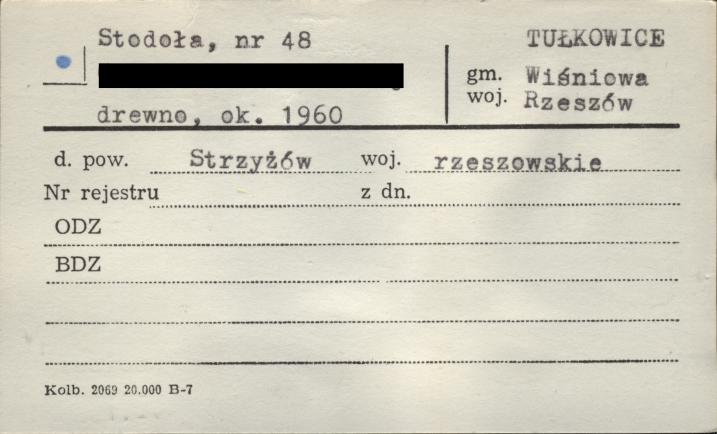 Stodoła, nr 48
TUŁKOWICE
gm. Wiśniowa
woj. Rzeszów
drewno, ok. 1960
d. pow. Strzyżów woj. rzeszowskie
Nr rejestru z dn.
ODZ
BDZ
Kolb. 2069 20.000 B-7